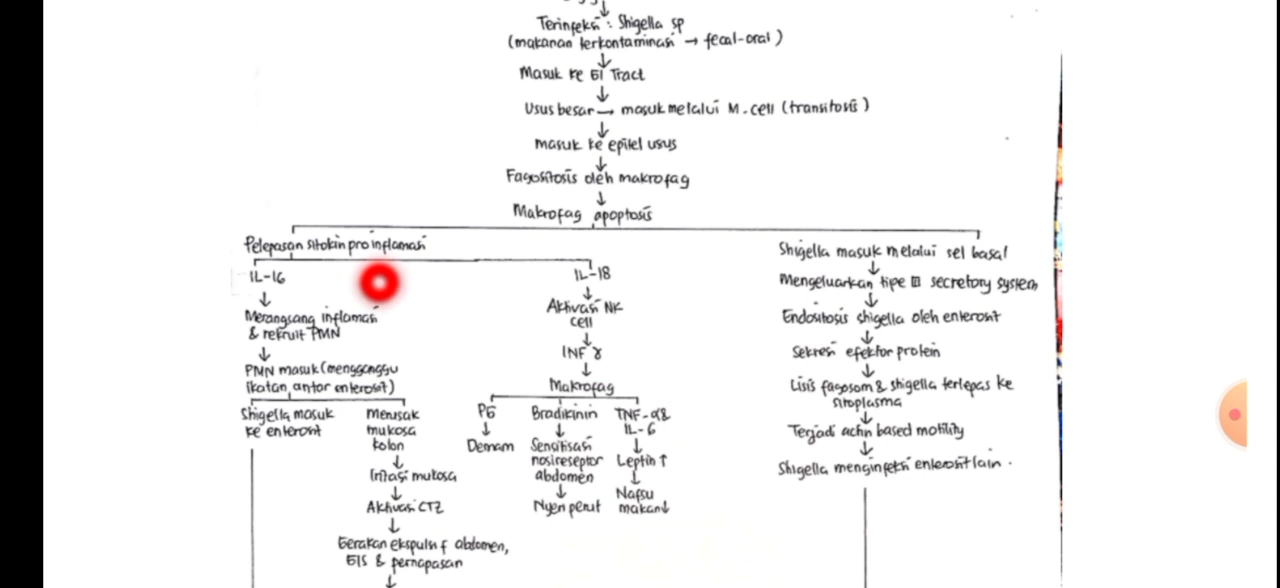 Terinfeksi : Shigella sp
(makanan terkontaminasi → fecal-oral)
↓
Masuk ke GI Tract
↓
Usus besar → masuk melalui M. cell (transitosis)
↓
masuk ke epitel usus
↓
Fagositosis oleh makrofag
↓
Makrofag apoptosis
Pelepasan sitokin pro inflamasi
IL-1б
↓
Merangsang inflamasi
& rekruit PMN
↓
PMN masuk (mengganggu
ikatan antar enterosit)
Shigella masuk
ke enterosit
Merusak
mukosa
kolon
↓
Iritasi mukosa
↓
Aktivasi CTZ
↓
Gerakan ekspulsif abdomen,
GIS & pernapasan
↓
IL-18
↓
Aktivasi NK
cell
↓
INF γ
↓
Makrofag
PG
↓
Demam
Bradikinin
↓
Sensitisasi
nosireseptor
abdomen
↓
Nyeri perut
TNF-α &
IL-6
↓
Leptin ↑
↓
Nafsu
makan ↓
Shigella masuk melalui sel basal
↓
Mengeluarkan tipe III secretory system
↓
Endositosis shigella oleh enterosit
↓
Sekresi efektor protein
↓
Lisis fagosom & shigella terlepas ke
sitoplasma
↓
Terjadi actin based motility
↓
Shigella menginfeksi enterosit lain.